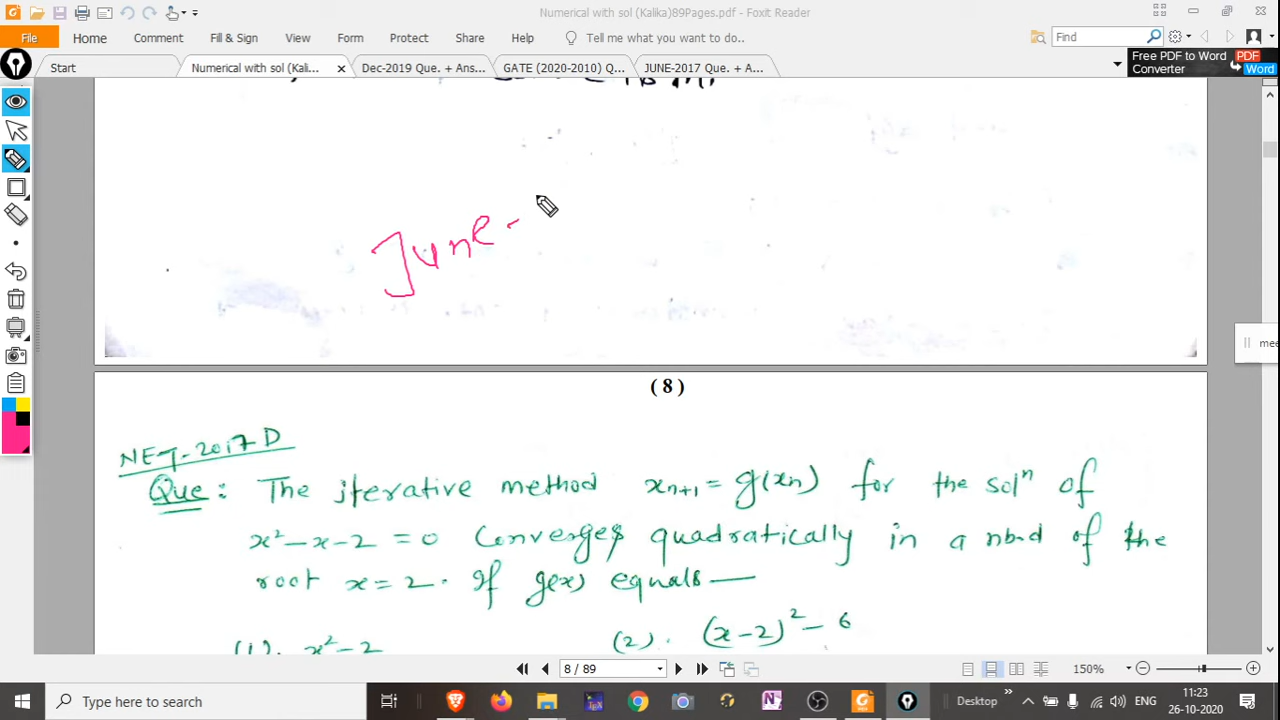 Numerical with sol (Kalika)89Pages.pdf - Foxit Reader
File Home Comment Fill & Sign View Form Protect Share Help Tell me what you want to do.. Find
Free PDF to Word Converter PDF Word
Start Numerical with sol (Kali... Dec-2019 Que. + Ans... GATE (2020-2010) Q... JUNE-2017 Que. + A...
June -
mee
( 8 )
NET-2017 D
Que : The iterative method xn+1 = g(xn) for the solⁿ of
x² - x - 2 = 0 Converges quadratically in a nbd of the
root x = 2 . If g(x) equals —
(1). x² - 2 (2). (x - 2)² - 6
8 / 89 150%
Type here to search Desktop ENG 11:23
26-10-2020